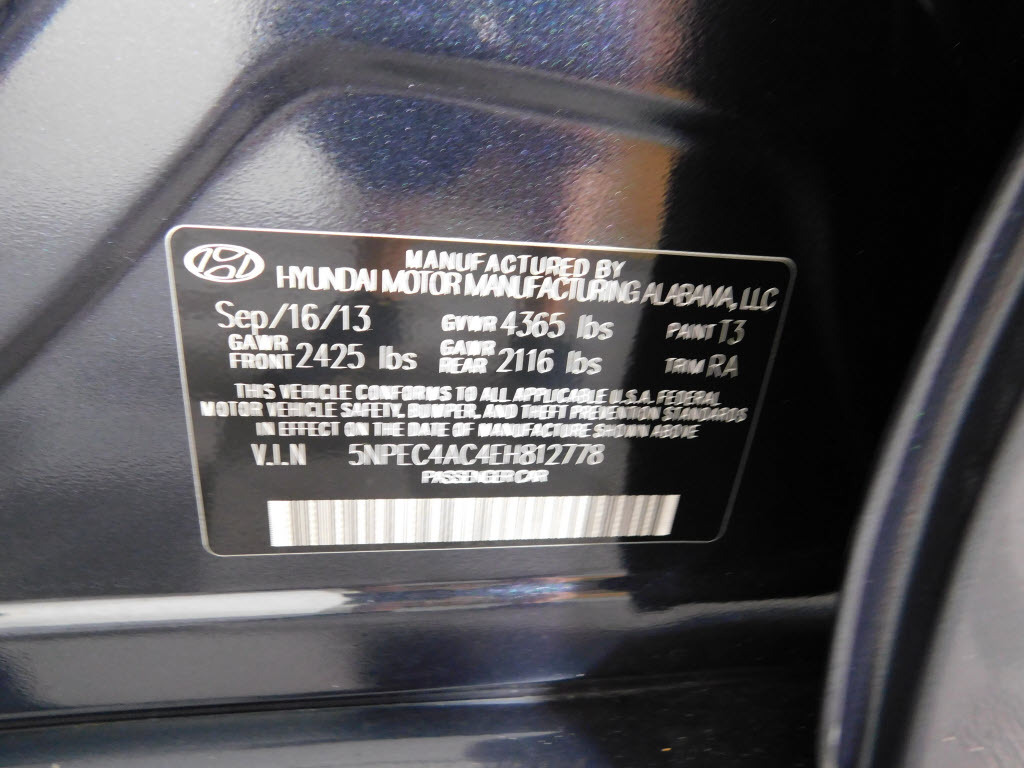 MANUFACTURED BY
HYUNDAI MOTOR MANUFACTURING ALABAMA, LLC
Sep/16/13 GVWR 4365 lbs PAINT T3
GAWR FRONT 2425 lbs GAWR REAR 2116 lbs TRIM RA
THIS VEHICLE CONFORMS TO ALL APPLICABLE U.S.A. FEDERAL
MOTOR VEHICLE SAFETY, BUMPER, AND THEFT PREVENTION STANDARDS
IN EFFECT ON THE DATE OF MANUFACTURE SHOWN ABOVE
V.I.N 5NPEC4AC4EH812778
PASSENGER CAR